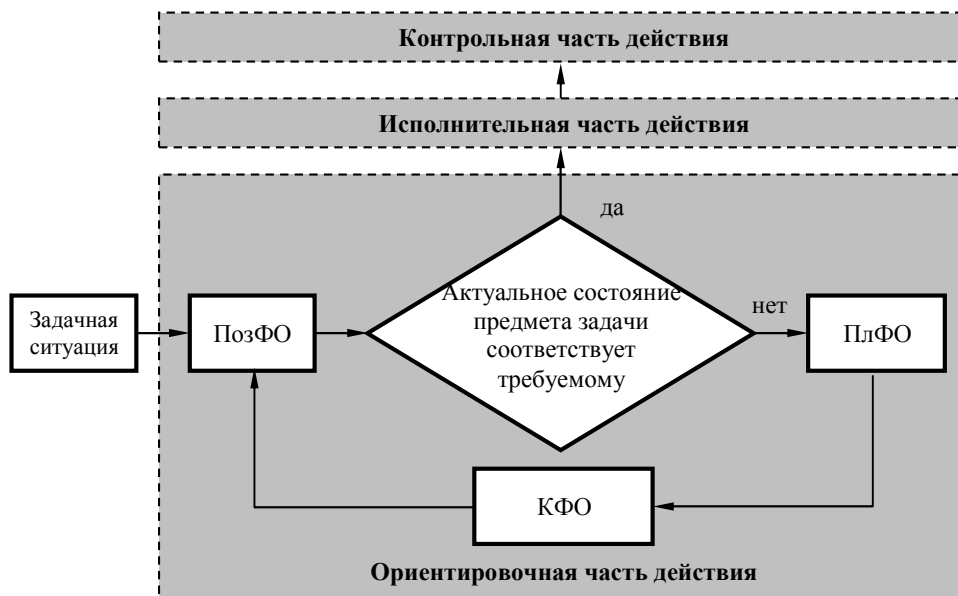 Контрольная часть действия
Исполнительная часть действия
да
Актуальное состояние
предмета задачи
соответствует
требуемому
нет
Задачная
ситуация
ПозФО
ПлФО
КФО
Ориентировочная часть действия